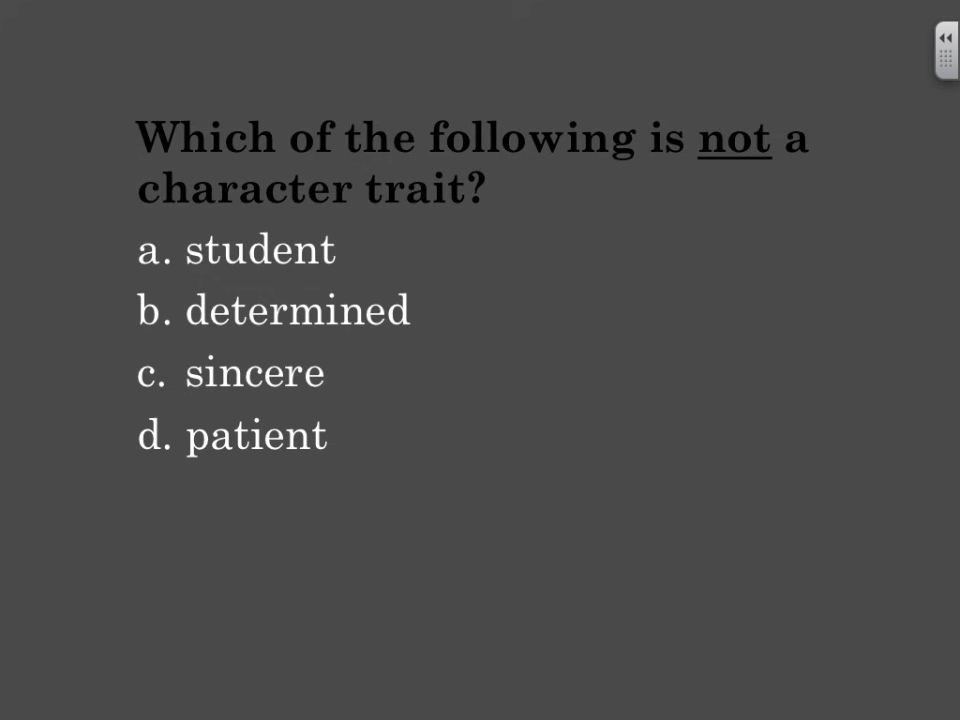 Which of the following is not a
character trait?
a. student
b. determined
c. sincere
d. patient